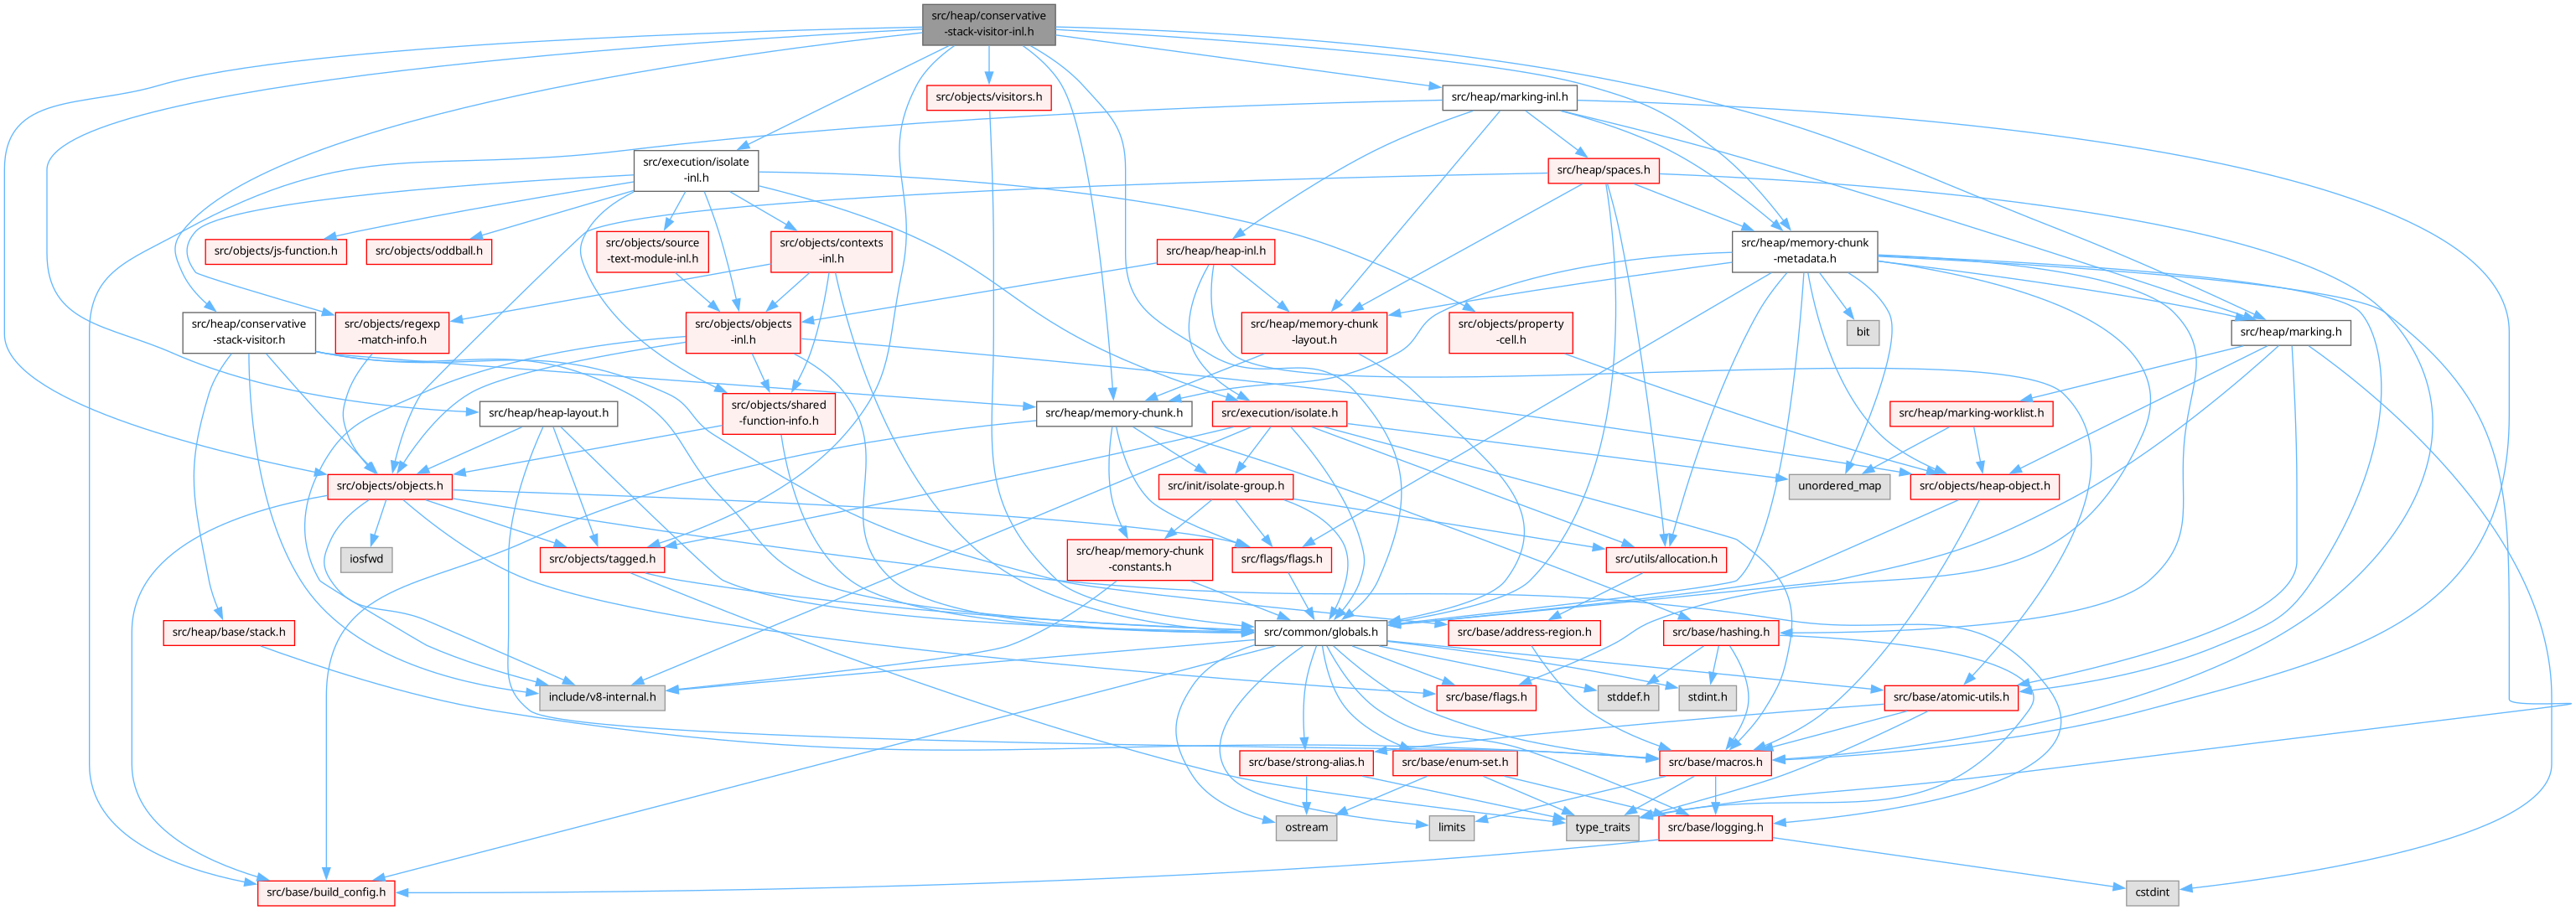 src/heap/conservative
-stack-visitor-inl.h
src/objects/visitors.h
src/heap/marking-inl.h
src/execution/isolate
-inl.h
src/heap/spaces.h
src/objects/js-function.h
src/objects/oddball.h
src/objects/source
-text-module-inl.h
src/objects/contexts
-inl.h
src/heap/heap-inl.h
src/heap/memory-chunk
-metadata.h
src/heap/conservative
-stack-visitor.h
src/objects/regexp
-match-info.h
src/objects/objects
-inl.h
src/heap/memory-chunk
-layout.h
src/objects/property
-cell.h
bit
src/heap/marking.h
src/heap/heap-layout.h
src/objects/shared
-function-info.h
src/heap/memory-chunk.h
src/execution/isolate.h
src/heap/marking-worklist.h
src/objects/objects.h
src/init/isolate-group.h
unordered_map
src/objects/heap-object.h
iosfwd
src/objects/tagged.h
src/heap/memory-chunk
-constants.h
src/flags/flags.h
src/utils/allocation.h
src/heap/base/stack.h
src/common/globals.h
src/base/address-region.h
src/base/hashing.h
include/v8-internal.h
src/base/flags.h
stddef.h
stdint.h
src/base/atomic-utils.h
src/base/strong-alias.h
src/base/enum-set.h
src/base/macros.h
ostream
limits
type_traits
src/base/logging.h
src/base/build_config.h
cstdint